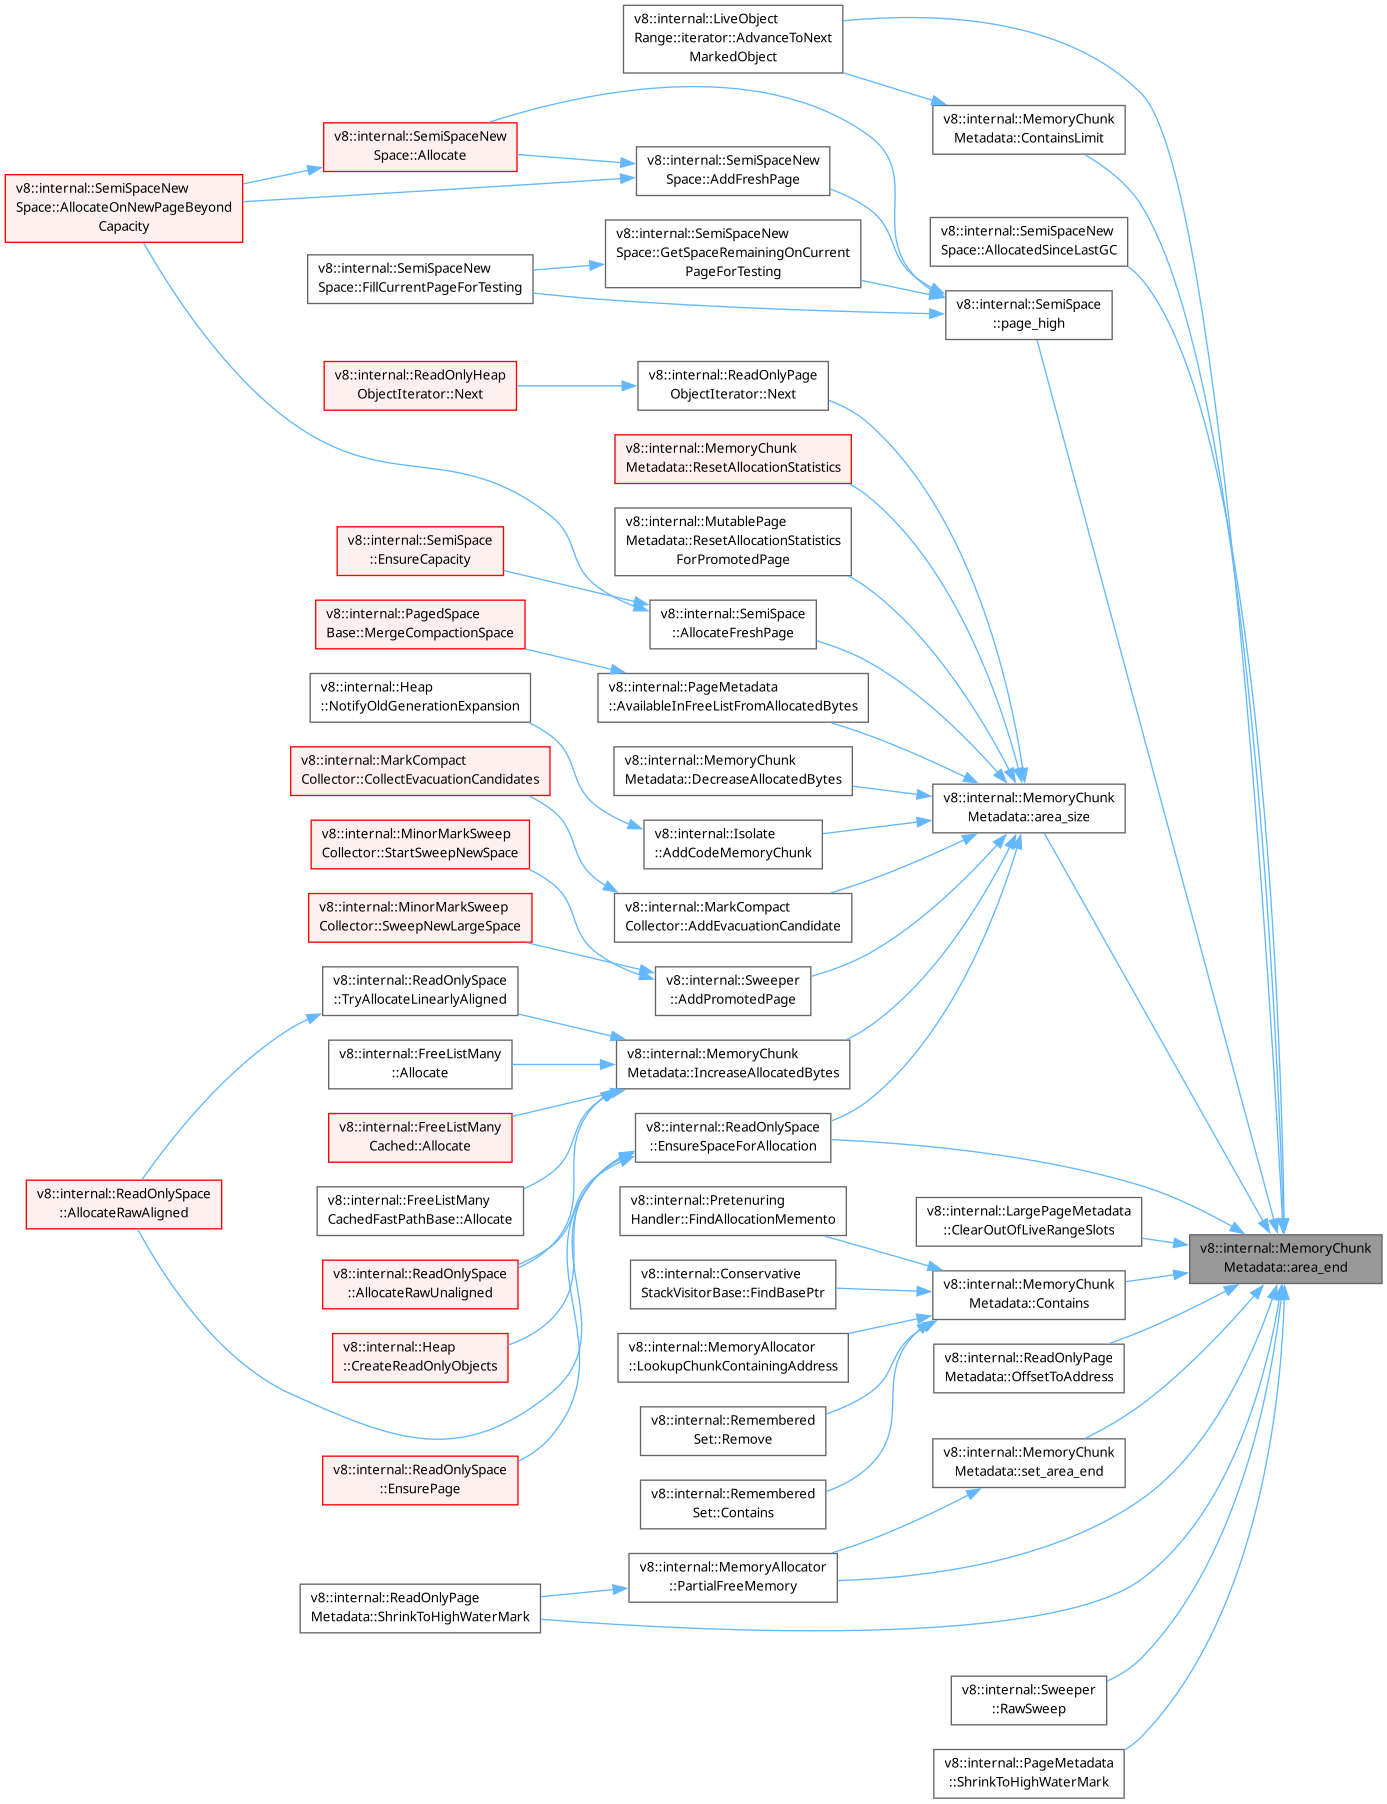 v8::internal::LiveObject
Range::iterator::AdvanceToNext
MarkedObject
v8::internal::MemoryChunk
Metadata::ContainsLimit
v8::internal::SemiSpaceNew
Space::Allocate
v8::internal::SemiSpaceNew
Space::AddFreshPage
v8::internal::SemiSpaceNew
Space::AllocateOnNewPageBeyond
Capacity
v8::internal::SemiSpaceNew
Space::AllocatedSinceLastGC
v8::internal::SemiSpaceNew
Space::GetSpaceRemainingOnCurrent
PageForTesting
v8::internal::SemiSpaceNew
Space::FillCurrentPageForTesting
v8::internal::SemiSpace
::page_high
v8::internal::ReadOnlyHeap
ObjectIterator::Next
v8::internal::ReadOnlyPage
ObjectIterator::Next
v8::internal::MemoryChunk
Metadata::ResetAllocationStatistics
v8::internal::MutablePage
Metadata::ResetAllocationStatistics
ForPromotedPage
v8::internal::SemiSpace
::EnsureCapacity
v8::internal::SemiSpace
::AllocateFreshPage
v8::internal::PagedSpace
Base::MergeCompactionSpace
v8::internal::Heap
::NotifyOldGenerationExpansion
v8::internal::PageMetadata
::AvailableInFreeListFromAllocatedBytes
v8::internal::MarkCompact
Collector::CollectEvacuationCandidates
v8::internal::MemoryChunk
Metadata::DecreaseAllocatedBytes
v8::internal::MemoryChunk
Metadata::area_size
v8::internal::MinorMarkSweep
Collector::StartSweepNewSpace
v8::internal::Isolate
::AddCodeMemoryChunk
v8::internal::MinorMarkSweep
Collector::SweepNewLargeSpace
v8::internal::MarkCompact
Collector::AddEvacuationCandidate
v8::internal::ReadOnlySpace
::TryAllocateLinearlyAligned
v8::internal::Sweeper
::AddPromotedPage
v8::internal::FreeListMany
::Allocate
v8::internal::MemoryChunk
Metadata::IncreaseAllocatedBytes
v8::internal::FreeListMany
Cached::Allocate
v8::internal::ReadOnlySpace
::EnsureSpaceForAllocation
v8::internal::ReadOnlySpace
::AllocateRawAligned
v8::internal::FreeListMany
CachedFastPathBase::Allocate
v8::internal::Pretenuring
Handler::FindAllocationMemento
v8::internal::LargePageMetadata
::ClearOutOfLiveRangeSlots
v8::internal::MemoryChunk
Metadata::area_end
v8::internal::ReadOnlySpace
::AllocateRawUnaligned
v8::internal::Conservative
StackVisitorBase::FindBasePtr
v8::internal::MemoryChunk
Metadata::Contains
v8::internal::Heap
::CreateReadOnlyObjects
v8::internal::MemoryAllocator
::LookupChunkContainingAddress
v8::internal::ReadOnlyPage
Metadata::OffsetToAddress
v8::internal::Remembered
Set::Remove
v8::internal::MemoryChunk
Metadata::set_area_end
v8::internal::ReadOnlySpace
::EnsurePage
v8::internal::Remembered
Set::Contains
v8::internal::MemoryAllocator
::PartialFreeMemory
v8::internal::ReadOnlyPage
Metadata::ShrinkToHighWaterMark
v8::internal::Sweeper
::RawSweep
v8::internal::PageMetadata
::ShrinkToHighWaterMark